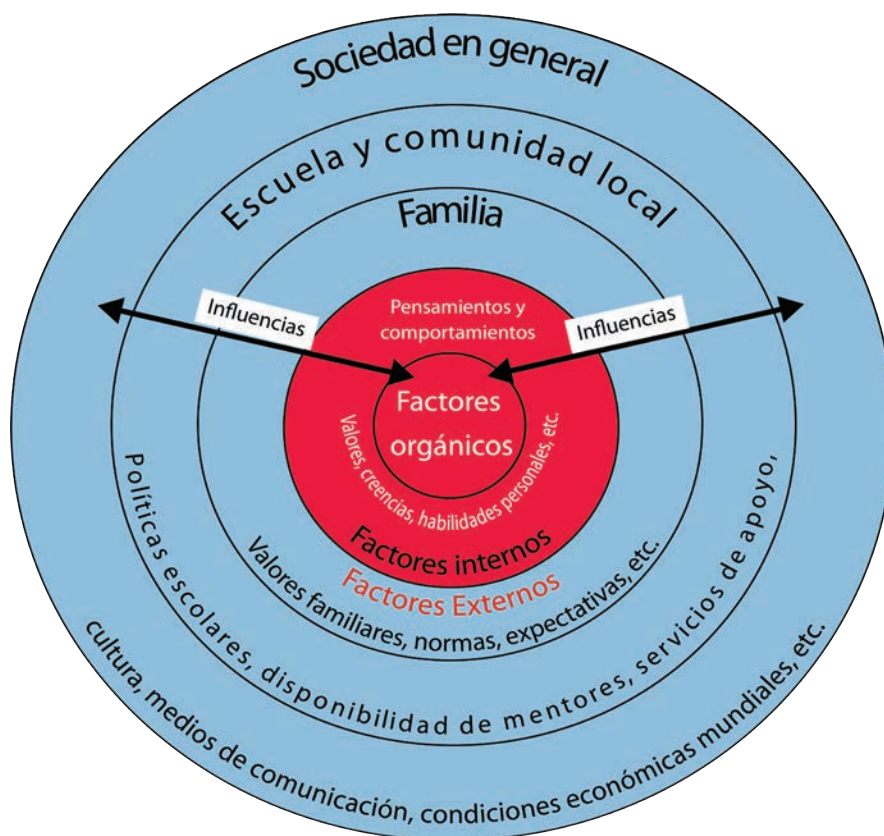 Sociedad en general
Escuela y comunidad local
Familia
Influencias
Influencias
Pensamientos y
comportamientos
Factores
orgánicos
Valores, creencias, habilidades personales, etc.
Factores internos
Factores Externos
Valores familiares, normas, expectativas, etc.
Políticas escolares, disponibilidad de mentores, servicios de apoyo,
cultura, medios de comunicación, condiciones económicas mundiales, etc.